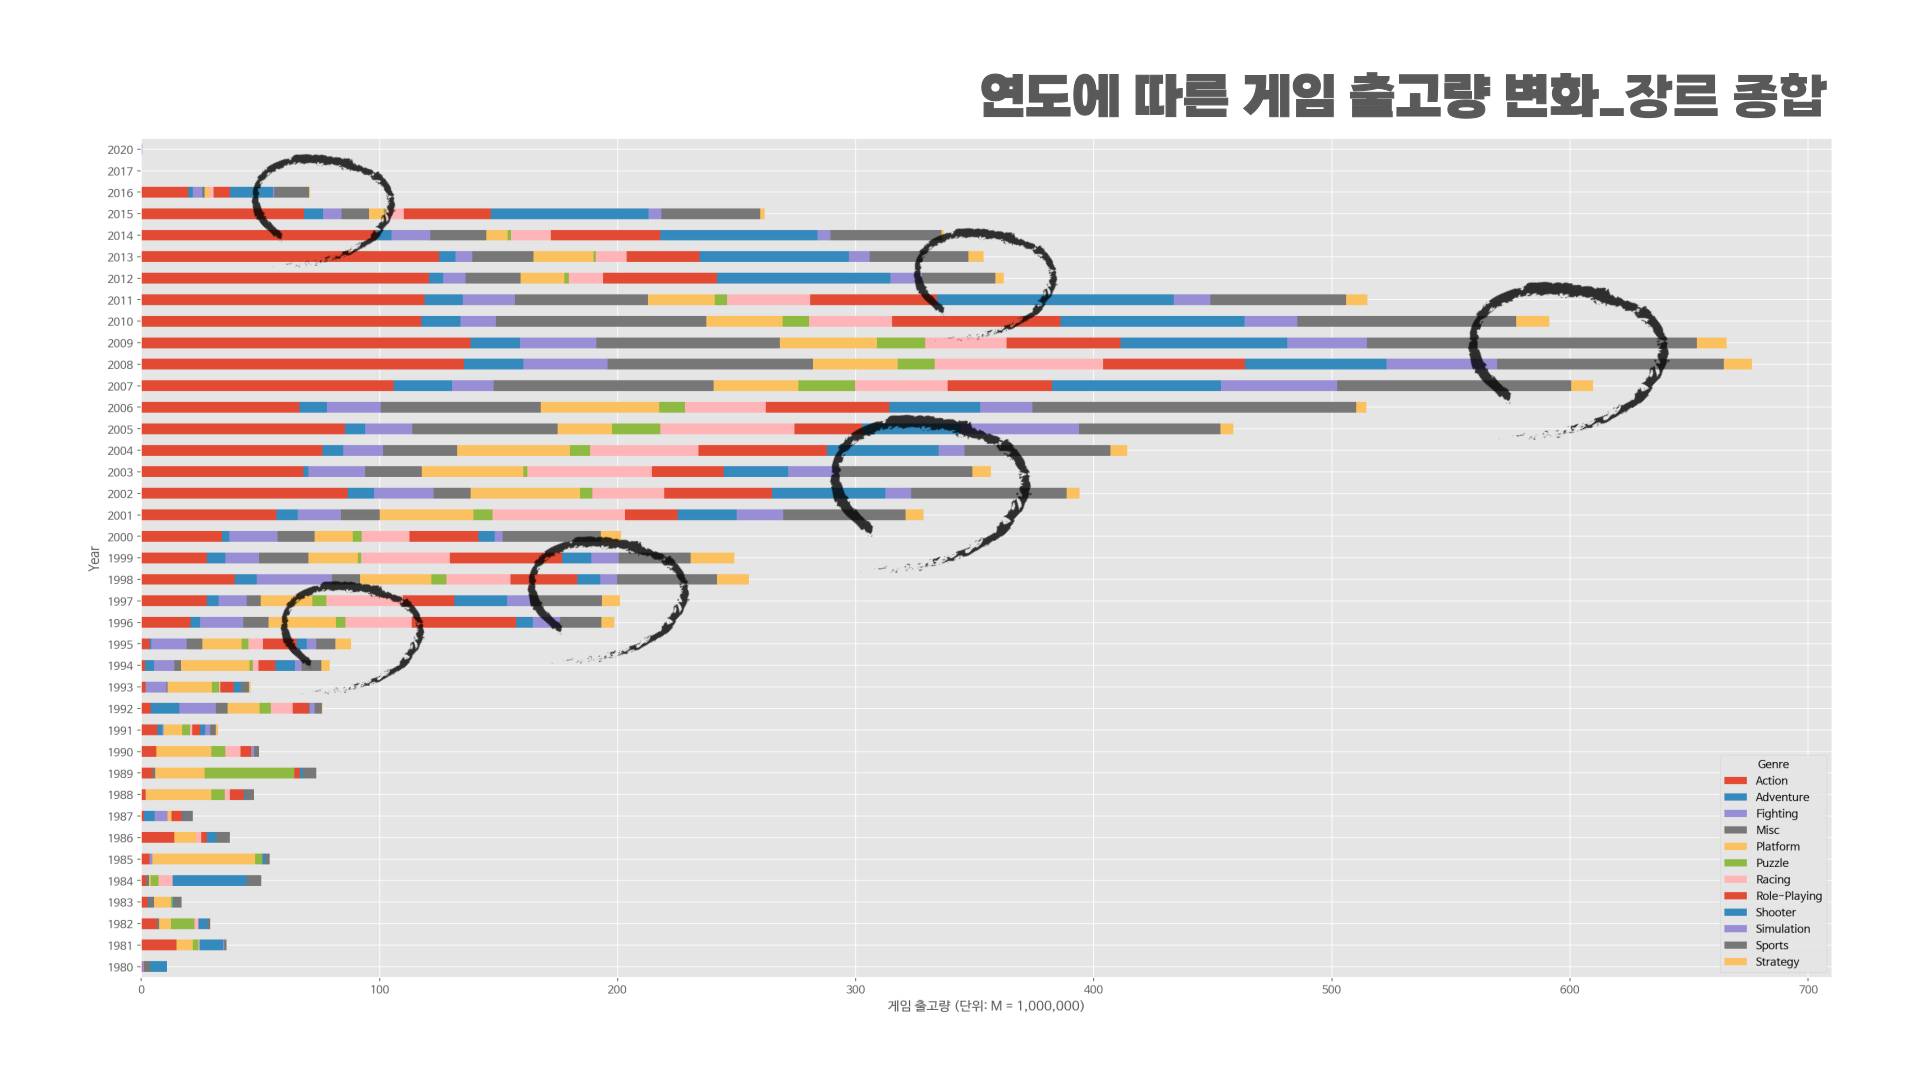 연도에 따른 게임 출고량 변화_장르 종합
2020
2017
2016
2015
2014
2013
2012
2011
2010
2009
2008
2007
2006
2005
2004
2003
2002
2001
2000
1999
1998
1997
1996
1995
1994
1993
1992
1991
1990
1989
1988
1987
1986
1985
1984
1983
1982
1981
1980
Year
Genre
Action
Adventure
Fighting
Misc
Platform
Puzzle
Racing
Role-Playing
Shooter
Simulation
Sports
Strategy
0 100 200 300 400 500 600 700
게임 출고량 (단위: M = 1,000,000)